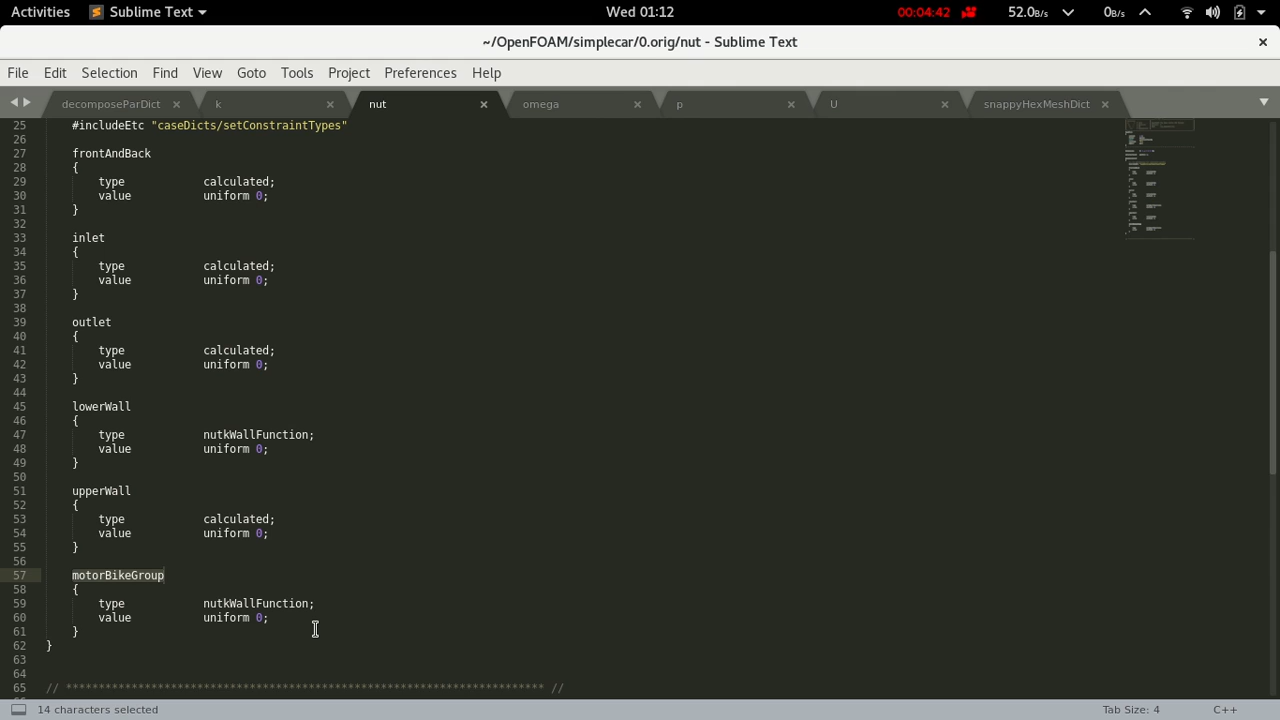 Activities Sublime Text Wed 01:12 00:04:42 52.0B/s 0B/s
~/OpenFOAM/simplecar/0.orig/nut - Sublime Text ×
File Edit Selection Find View Goto Tools Project Preferences Help
decomposeParDict × k × nut × omega × p × U × snappyHexMeshDict ×
25 #includeEtc "caseDicts/setConstraintTypes"
26
27 frontAndBack
28 {
29 type calculated;
30 value uniform 0;
31 }
32
33 inlet
34 {
35 type calculated;
36 value uniform 0;
37 }
38
39 outlet
40 {
41 type calculated;
42 value uniform 0;
43 }
44
45 lowerWall
46 {
47 type nutkWallFunction;
48 value uniform 0;
49 }
50
51 upperWall
52 {
53 type calculated;
54 value uniform 0;
55 }
56
57 motorBikeGroup
58 {
59 type nutkWallFunction;
60 value uniform 0;
61 }
62 }
63
64
65 // ************************************************************************* //
14 characters selected Tab Size: 4 C++